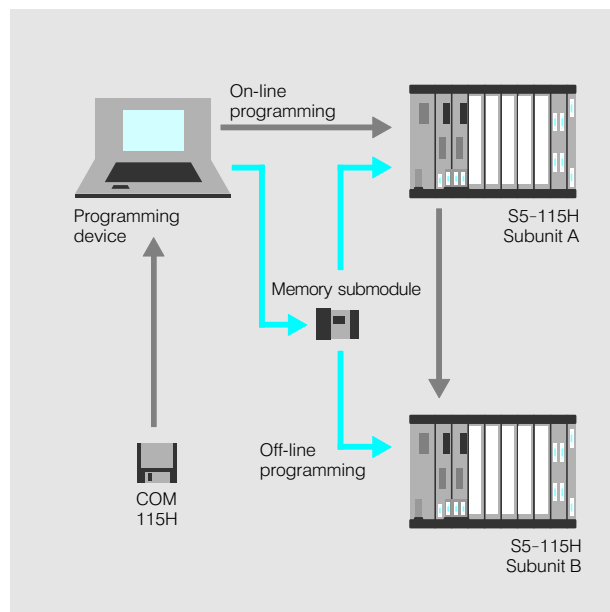 On-line
programming
Programming
device
S5-115H
Subunit A
Memory submodule
Off-line
programming
COM
115H
S5-115H
Subunit B